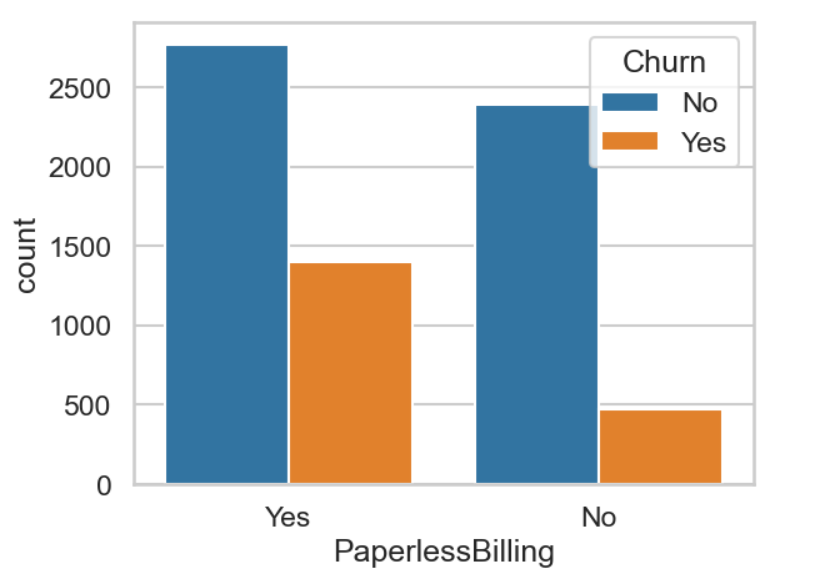 Churn
No
Yes
2500
2000
1500
1000
500
0
count
Yes No
PaperlessBilling